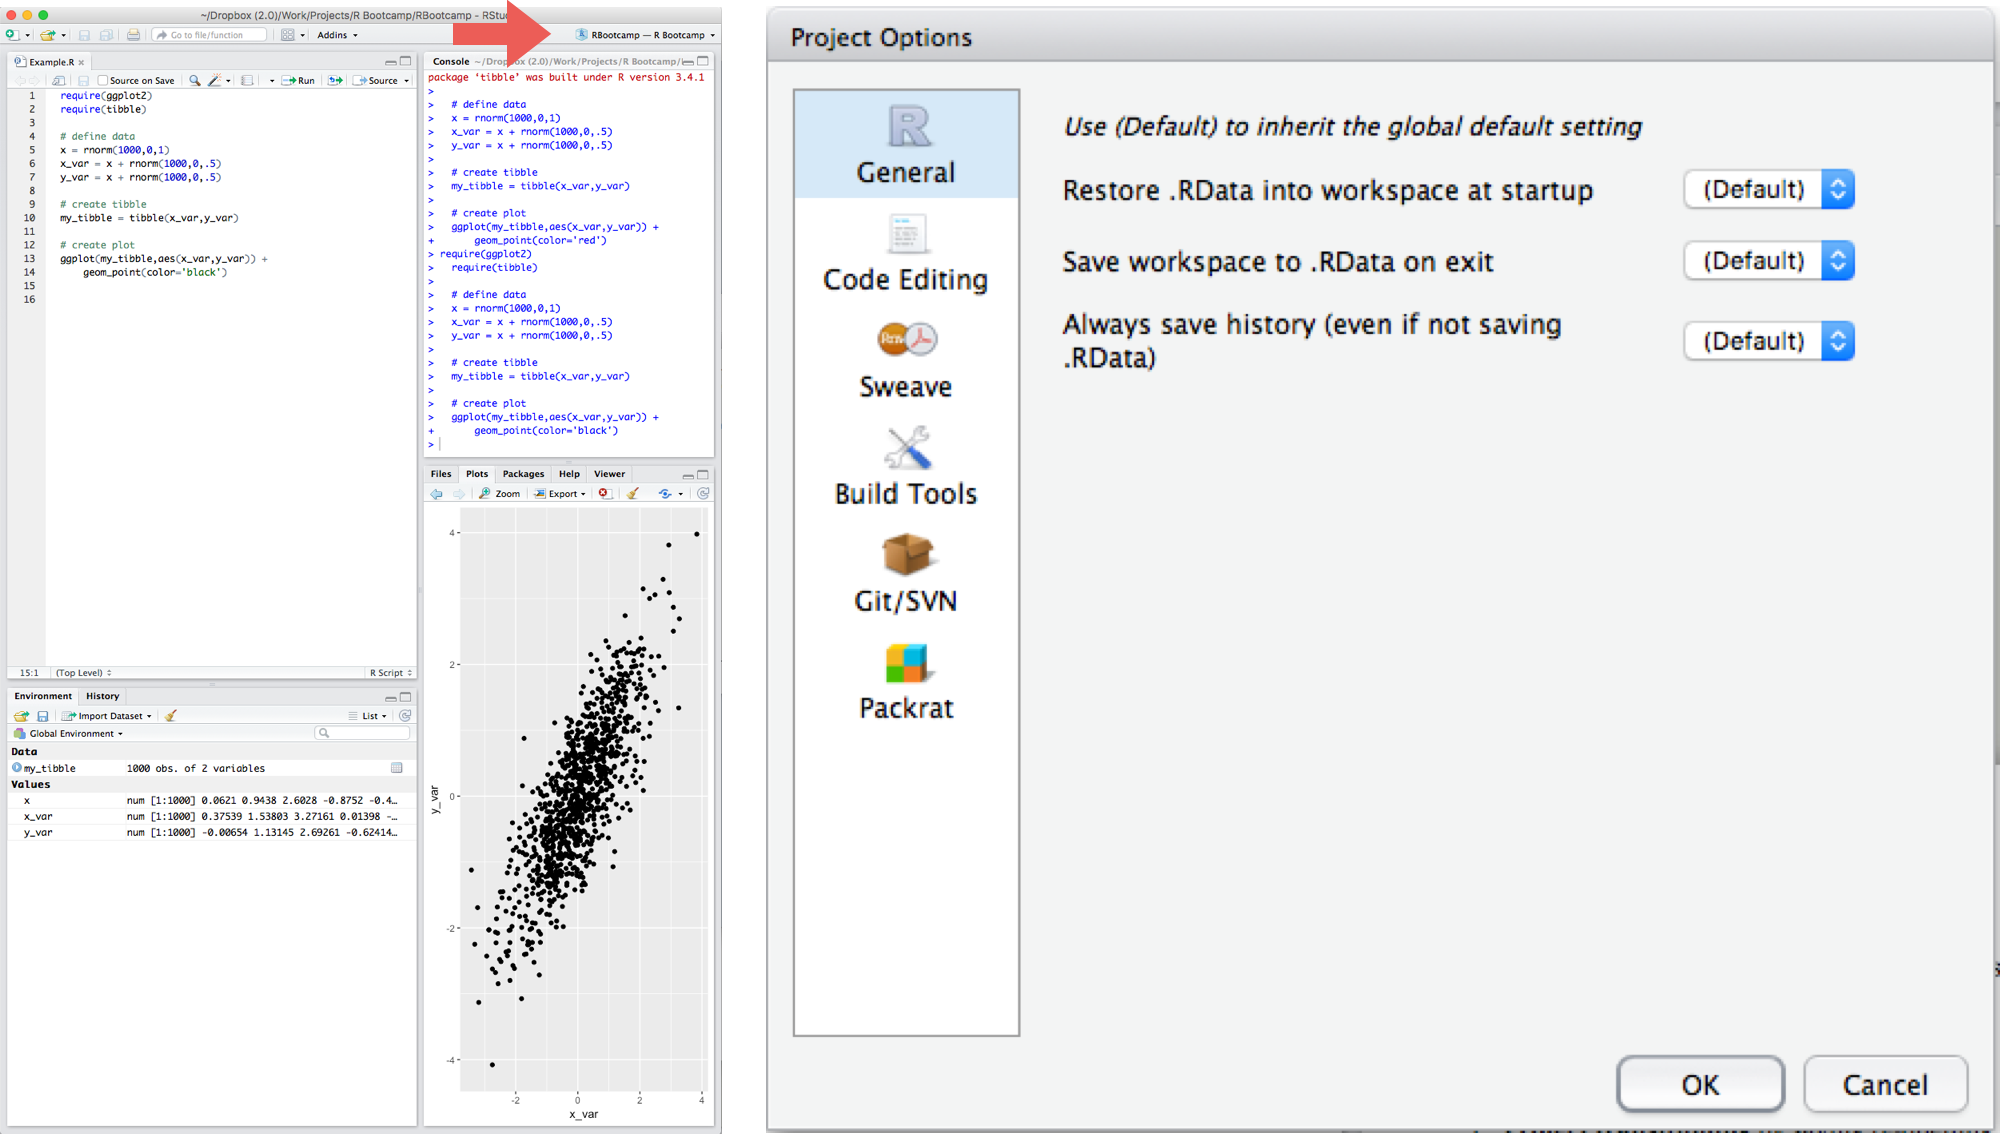 ~/Dropbox (2.0)/Work/Projects/R Bootcamp/RBootcamp - RStu
Go to file/function
Addins
RBootcamp — R Bootcamp
Example.R
Source on Save
Run
Source
1 require(ggplot2)
2 require(tibble)
3
4 # define data
5 x = rnorm(1000,0,1)
6 x_var = x + rnorm(1000,0,.5)
7 y_var = x + rnorm(1000,0,.5)
8
9 # create tibble
10 my_tibble = tibble(x_var,y_var)
11
12 # create plot
13 ggplot(my_tibble,aes(x_var,y_var)) +
14 geom_point(color='black')
15
16
15:1 (Top Level) R Script
Environment History
Import Dataset List
Global Environment
Data
my_tibble 1000 obs. of 2 variables
Values
x num [1:1000] 0.0621 0.9438 2.6028 -0.8752 -0.4…
x_var num [1:1000] 0.37539 1.53803 3.27161 0.01398 -…
y_var num [1:1000] -0.00654 1.13145 2.69261 -0.62414…
Console ~/Dropbox (2.0)/Work/Projects/R Bootcamp/
package 'tibble' was built under R version 3.4.1
>
> # define data
> x = rnorm(1000,0,1)
> x_var = x + rnorm(1000,0,.5)
> y_var = x + rnorm(1000,0,.5)
>
> # create tibble
> my_tibble = tibble(x_var,y_var)
>
> # create plot
> ggplot(my_tibble,aes(x_var,y_var)) +
+ geom_point(color='red')
> require(ggplot2)
> require(tibble)
>
> # define data
> x = rnorm(1000,0,1)
> x_var = x + rnorm(1000,0,.5)
> y_var = x + rnorm(1000,0,.5)
>
> # create tibble
> my_tibble = tibble(x_var,y_var)
>
> # create plot
> ggplot(my_tibble,aes(x_var,y_var)) +
+ geom_point(color='black')
>
Files Plots Packages Help Viewer
Zoom Export
4
2
0
-2
-4
y_var
-2 0 2 4
x_var
Project Options
R
General
Code Editing
Rnw
Sweave
Build Tools
Git/SVN
Packrat
Use (Default) to inherit the global default setting
Restore .RData into workspace at startup (Default)
Save workspace to .RData on exit (Default)
Always save history (even if not saving
.RData) (Default)
OK Cancel